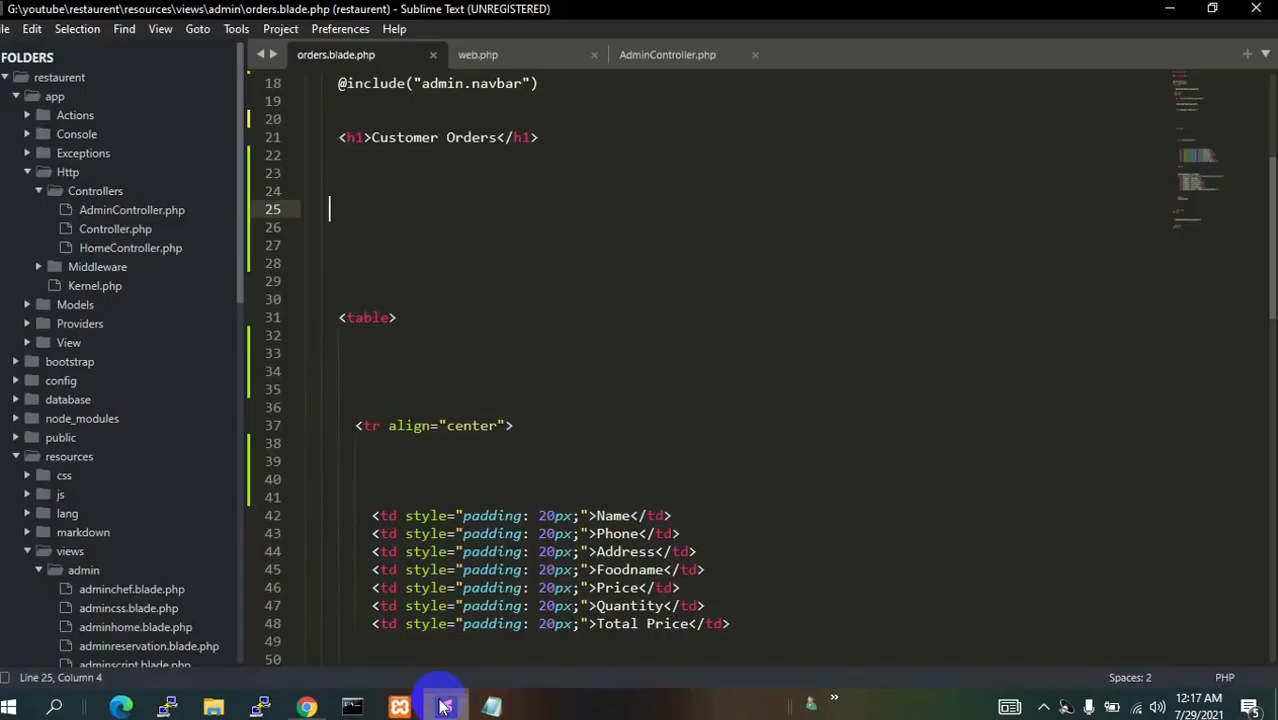 G:\youtube\restaurent\resources\views\admin\orders.blade.php (restaurent) - Sublime Text (UNREGISTERED)
ile Edit Selection Find View Goto Tools Project Preferences Help
FOLDERS
restaurent
app
Actions
Console
Exceptions
Http
Controllers
AdminController.php
Controller.php
HomeController.php
Middleware
Kernel.php
Models
Providers
View
bootstrap
config
database
node_modules
public
resources
css
js
lang
markdown
views
admin
adminchef.blade.php
admincss.blade.php
adminhome.blade.php
adminreservation.blade.php
adminscript.blade.php
orders.blade.php web.php AdminController.php
18 @include("admin.navbar")
19
20
21 <h1>Customer Orders</h1>
22
23
24
25
26
27
28
29
30
31 <table>
32
33
34
35
36
37 <tr align="center">
38
39
40
41
42 <td style="padding: 20px;">Name</td>
43 <td style="padding: 20px;">Phone</td>
44 <td style="padding: 20px;">Address</td>
45 <td style="padding: 20px;">Foodname</td>
46 <td style="padding: 20px;">Price</td>
47 <td style="padding: 20px;">Quantity</td>
48 <td style="padding: 20px;">Total Price</td>
49
50
Line 25, Column 4 Spaces: 2 PHP
12:17 AM
7/29/2021
5